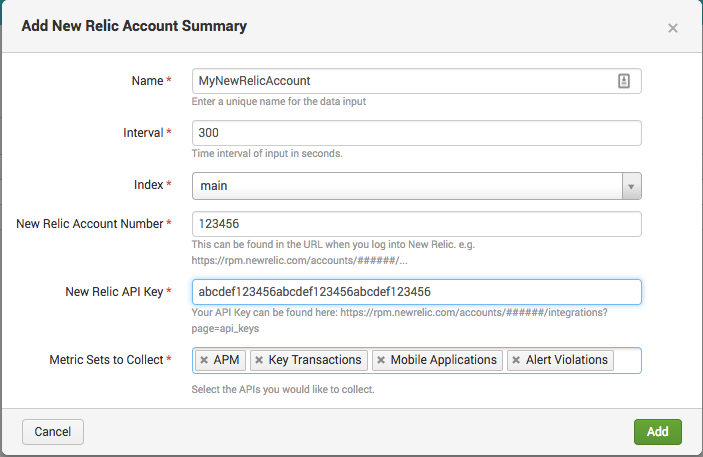 Add New Relic Account Summary ×
Name * MyNewRelicAccount
Enter a unique name for the data input
Interval * 300
Time interval of input in seconds.
Index * main
New Relic Account Number * 123456
This can be found in the URL when you log into New Relic. e.g.
https://rpm.newrelic.com/accounts/######/...
New Relic API Key * abcdef123456abcdef123456abcdef123456
Your API Key can be found here: https://rpm.newrelic.com/accounts/######/integrations?
page=api_keys
Metric Sets to Collect * × APM × Key Transactions × Mobile Applications × Alert Violations
Select the APIs you would like to collect.
Cancel Add